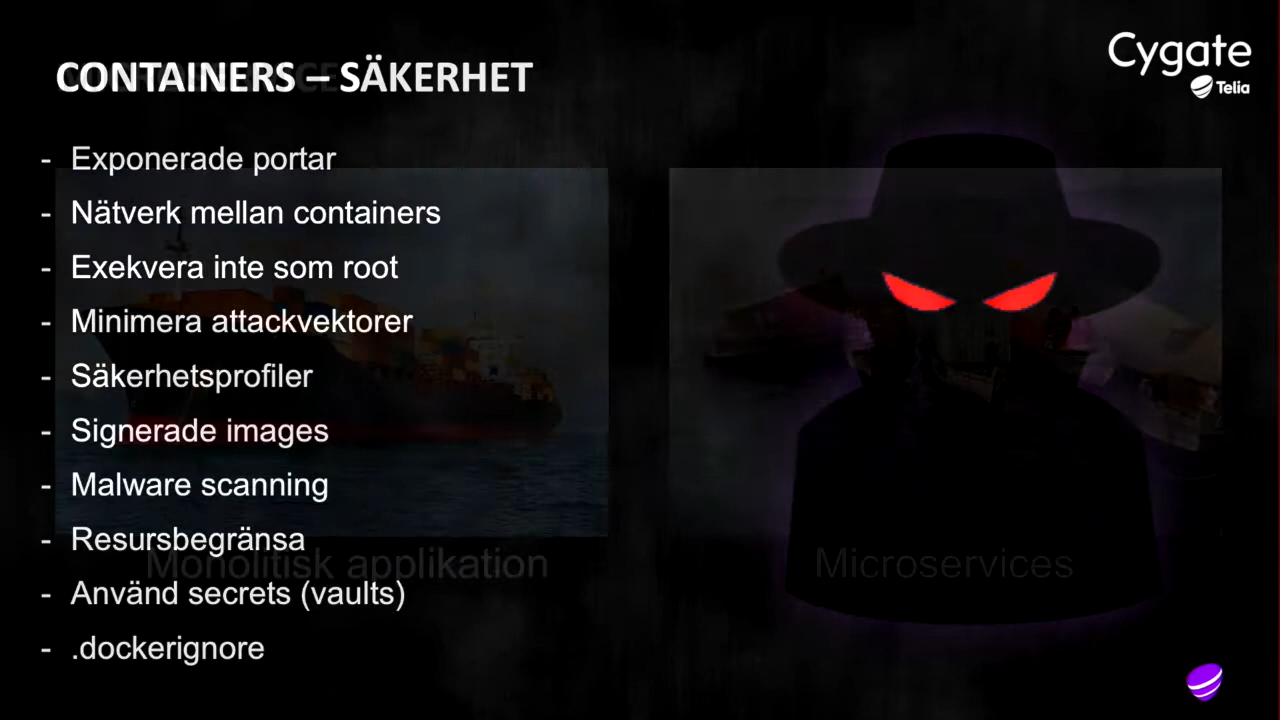 CONTAINERS – SÄKERHET
Cygate
Telia
- Exponerade portar
- Nätverk mellan containers
- Exekvera inte som root
- Minimera attackvektorer
- Säkerhetsprofiler
- Signerade images
- Malware scanning
- Resursbegränsa
Monolitisk applikation
Microservices
- Använd secrets (vaults)
- .dockerignore